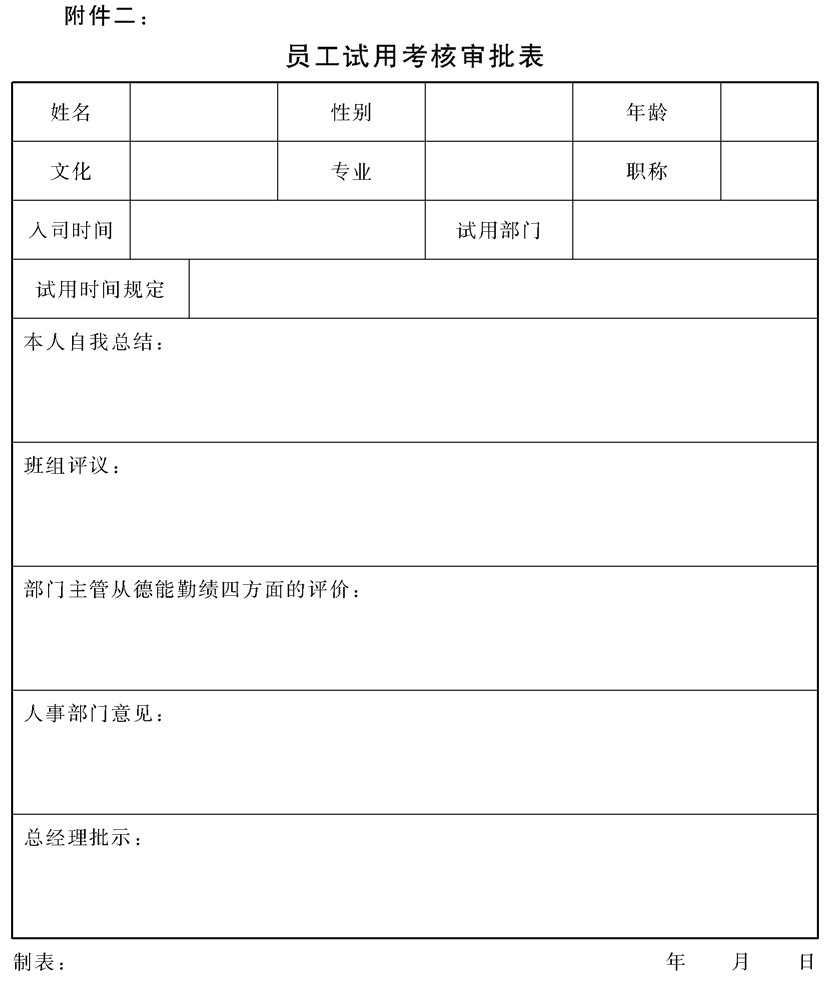 附件二：
员工试用考核审批表
姓名 性别 年龄
文化 专业 职称
入司时间 试用部门
试用时间规定
本人自我总结：
班组评议：
部门主管从德能勤绩四方面的评价：
人事部门意见：
总经理批示：
制表： 年 月 日